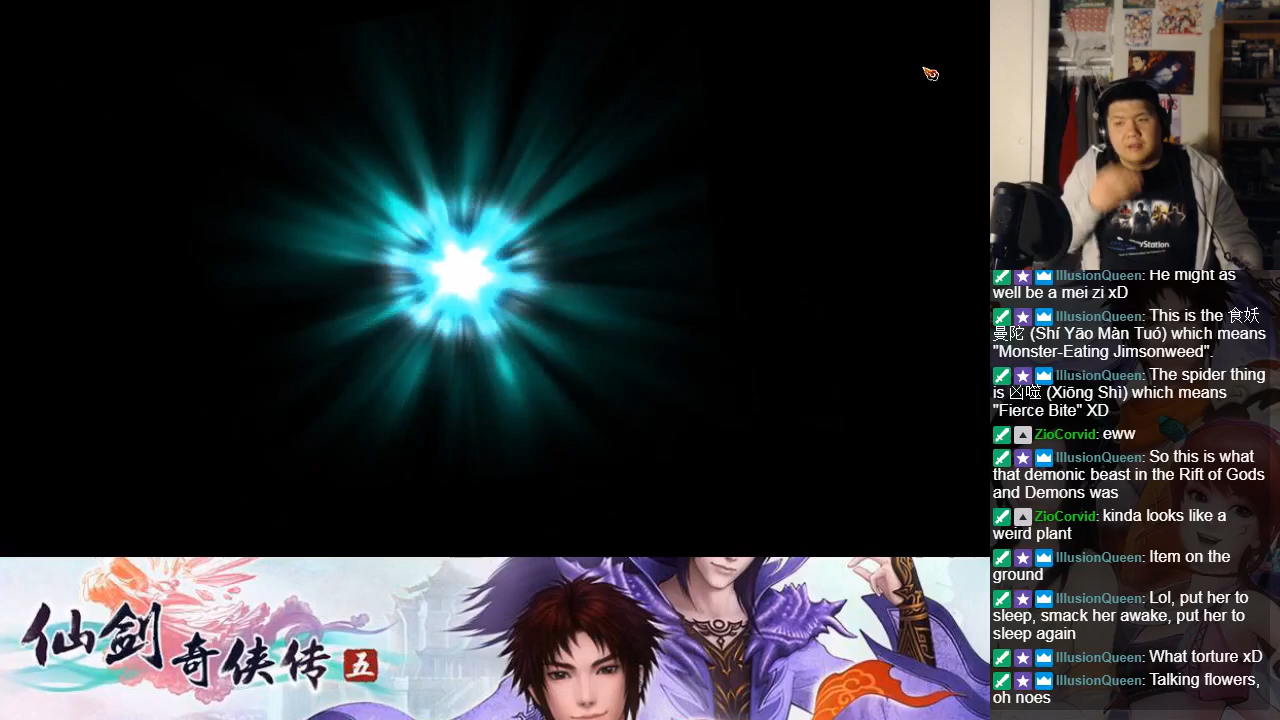 IllusionQueen: He might as
well be a mei zi xD
IllusionQueen: This is the 食妖
曼陀 (Shí Yāo Màn Tuó) which means
"Monster-Eating Jimsonweed".
IllusionQueen: The spider thing
is 凶噬 (Xiōng Shì) which means
"Fierce Bite" XD
ZioCorvid: eww
IllusionQueen: So this is what
that demonic beast in the Rift of Gods
and Demons was
ZioCorvid: kinda looks like a
weird plant
IllusionQueen: Item on the
ground
IllusionQueen: Lol, put her to
sleep, smack her awake, put her to
sleep again
IllusionQueen: What torture xD
IllusionQueen: Talking flowers,
oh noes
仙剑
奇侠传 五